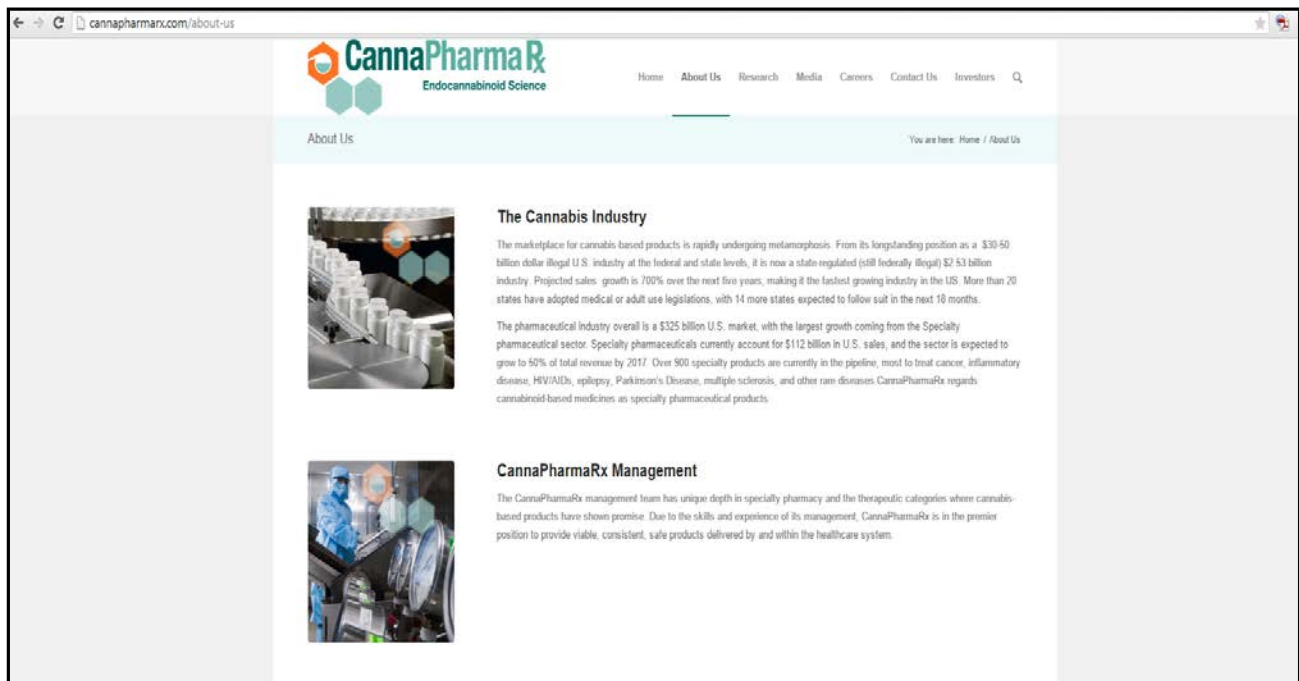 cannapharmarx.com/about-us
CannaPharmaRx
Endocannabinoid Science
Home About Us Research Media Careers Contact Us Investors
About Us
You are here: Home / About Us
The Cannabis Industry
The marketplace for cannabis-based products is rapidly undergoing metamorphosis. From its longstanding position as a $30-50
billion dollar illegal U.S. industry at the federal and state levels, it is now a state-regulated (still federally illegal) $2.53 billion
industry. Projected sales growth is 700% over the next five years, making it the fastest growing industry in the US. More than 20
states have adopted medical or adult use legislations, with 14 more states expected to follow suit in the next 18 months.
The pharmaceutical industry overall is a $325 billion U.S. market, with the largest growth coming from the Specialty
pharmaceutical sector. Specialty pharmaceuticals currently account for $112 billion in U.S. sales, and the sector is expected to
grow to 50% of total revenue by 2017. Over 900 specialty products are currently in the pipeline, most to treat cancer, inflammatory
disease, HIV/AIDs, epilepsy, Parkinson's Disease, multiple sclerosis, and other rare diseases.CannaPharmaRx regards
cannabinoid-based medicines as specialty pharmaceutical products.
CannaPharmaRx Management
The CannaPharmaRx management team has unique depth in specialty pharmacy and the therapeutic categories where cannabis-
based products have shown promise. Due to the skills and experience of its management, CannaPharmaRx is in the premier
position to provide viable, consistent, safe products delivered by and within the healthcare system.